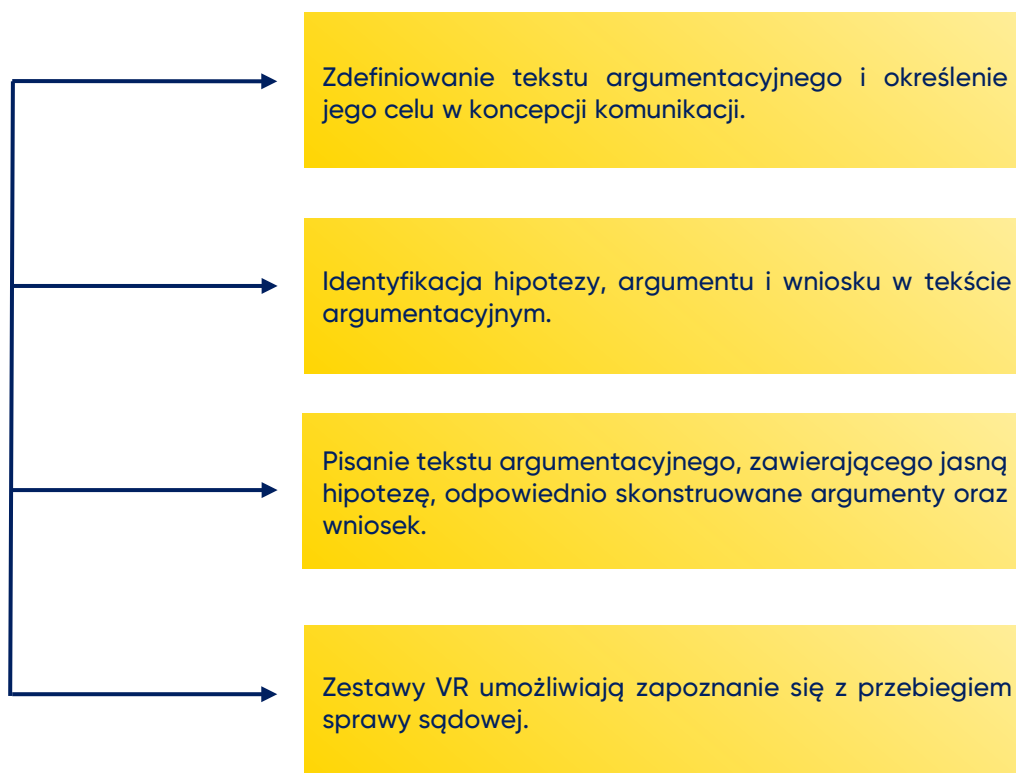 Zdefiniowanie tekstu argumentacyjnego i określenie
jego celu w koncepcji komunikacji.
Identyfikacja hipotezy, argumentu i wniosku w tekście
argumentacyjnym.
Pisanie tekstu argumentacyjnego, zawierającego jasną
hipotezę, odpowiednio skonstruowane argumenty oraz
wniosek.
Zestawy VR umożliwiają zapoznanie się z przebiegiem
sprawy sądowej.